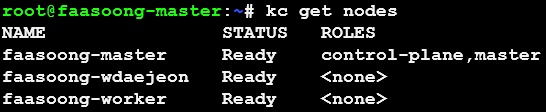 root@faasoong-master:~# kc get nodes
NAME STATUS ROLES
faasoong-master Ready control-plane,master
faasoong-wdaejeon Ready <none>
faasoong-worker Ready <none>